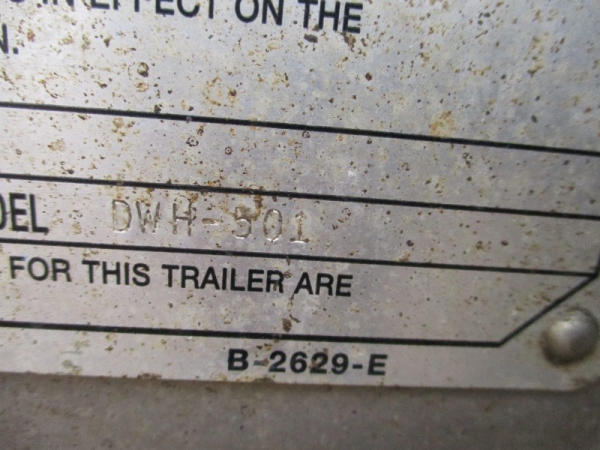 IN EFFECT ON THE
N.
DEL DWH-501
FOR THIS TRAILER ARE
B-2629-E